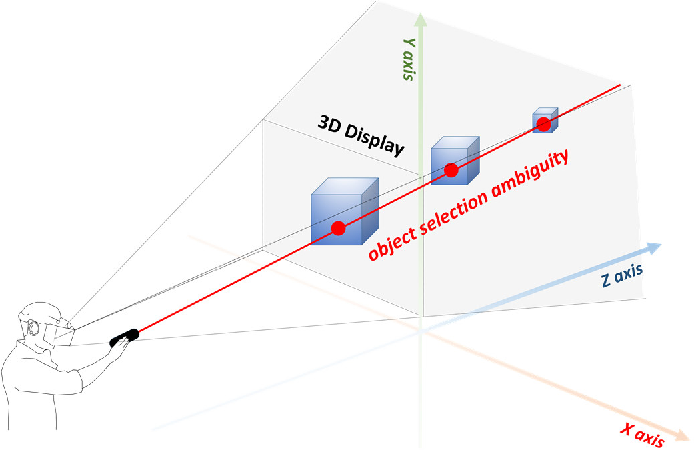 Y axis
3D Display
object selection ambiguity
Z axis
X axis